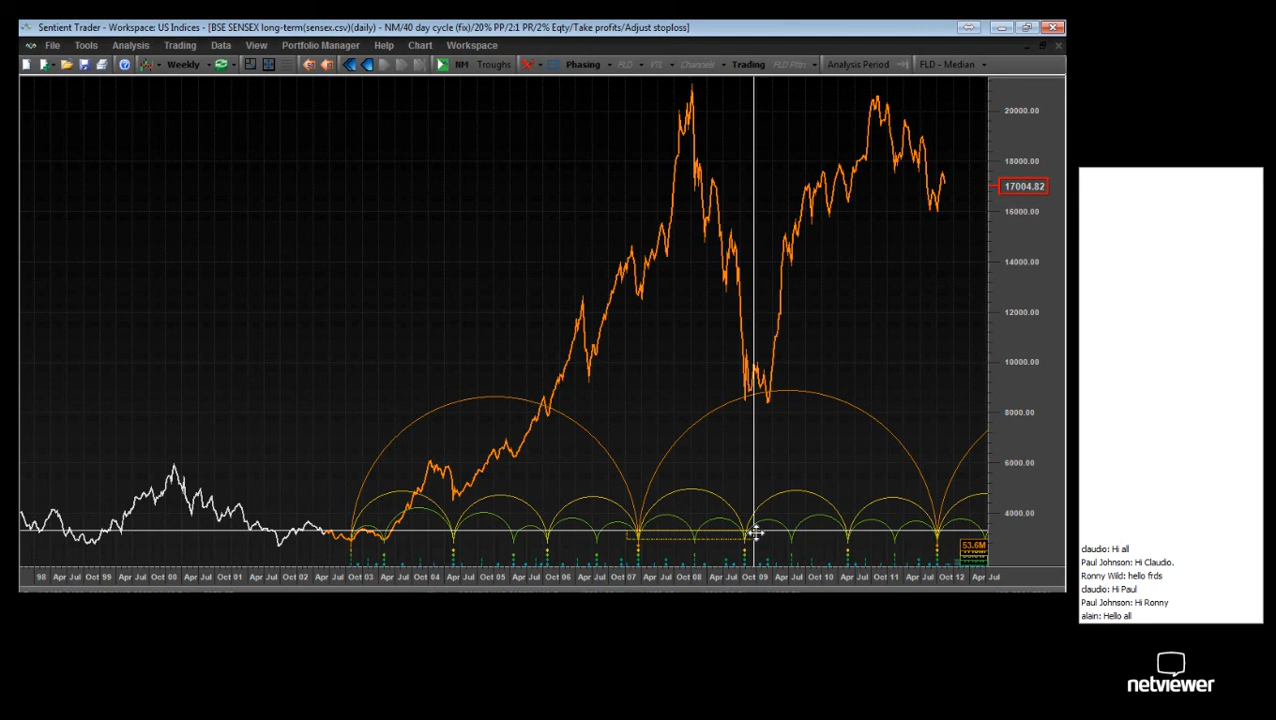 Sentient Trader - Workspace: US Indices - [BSE SENSEX long-term(sensex.csv)(daily) - NM/40 day cycle (fix)/20% PP/2:1 PR/2% Eqty/Take profits/Adjust stoploss]
File Tools Analysis Trading Data View Portfolio Manager Help Chart Workspace
Weekly NM Troughs Phasing FLD VTL Channels Trading FLD Ptrn Analysis Period FLD - Median
20000.00
18000.00
17004.82
16000.00
14000.00
12000.00
10000.00
8000.00
6000.00
4000.00
53.6M
98 Apr Jul Oct 99 Apr Jul Oct 00 Apr Jul Oct 01 Apr Jul Oct 02 Apr Jul Oct 03 Apr Jul Oct 04 Apr Jul Oct 05 Apr Jul Oct 06 Apr Jul Oct 07 Apr Jul Oct 08 Apr Jul Oct 09 Apr Jul Oct 10 Apr Jul Oct 11 Apr Jul Oct 12 Apr Jul
claudio: Hi all
Paul Johnson: Hi Claudio.
Ronny Wild: hello frds
claudio: Hi Paul
Paul Johnson: Hi Ronny
alain: Hello all
netviewer